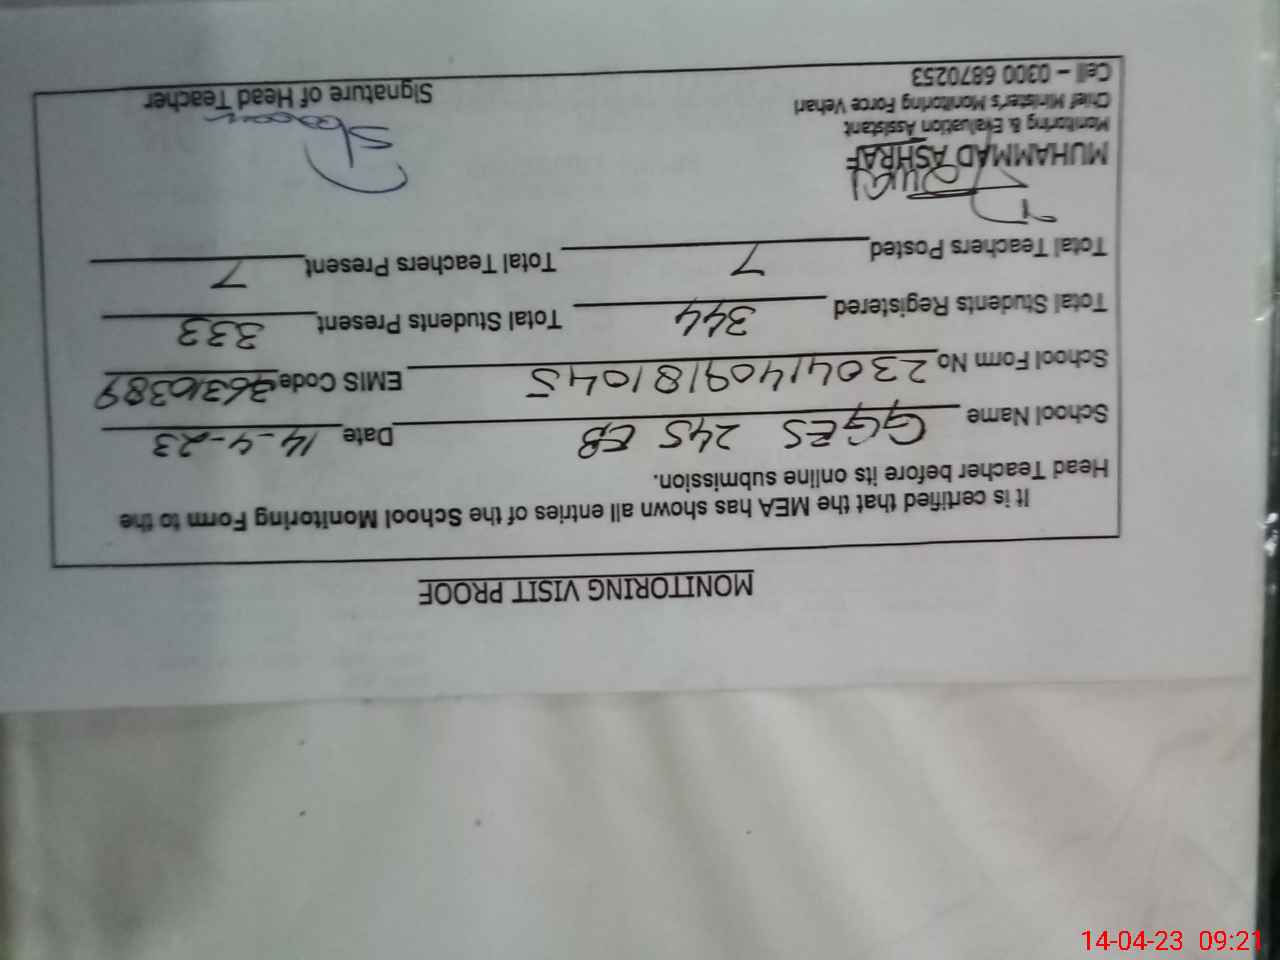 MONITORING VISIT PROOF
It is certified that the MEA has shown all entries of the School Monitoring Form to the
Head Teacher before its online submission.
School Name GGES 245 EB Date 14-4-23
School Form No 23041409181045 EMIS Code 36310389
Total Students Registered 344 Total Students Present 333
Total Teachers Posted 7 Total Teachers Present 7
MUHAMMAD ASHRAF
Monitoring & Evaluation Assistant
Chief Minister's Monitoring Force Vehari
Cell – 0300 6870253 Signature of Head Teacher
14-04-23 09:21